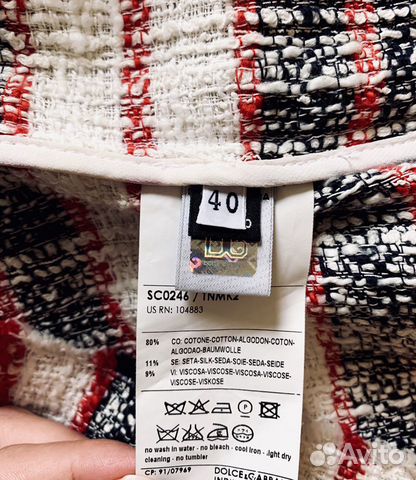 40
SC0246 / 1NMK2
US RN: 104883
80% CO: COTONE-COTTON-ALGODON-COTON-
ALGODAO-BAUMWOLLE
11% SE: SETA-SILK-SEDA-SOIE-SEDA-SEIDE
9% VI: VISCOSA-VISCOSE-VISCOSA-VISCOSE-
VISCOSE-VISKOSE
no wash in water - no bleach - cool iron - light dry
cleaning - no tumbler
CP: 91/07969
DOLCE&GABBA
Avito